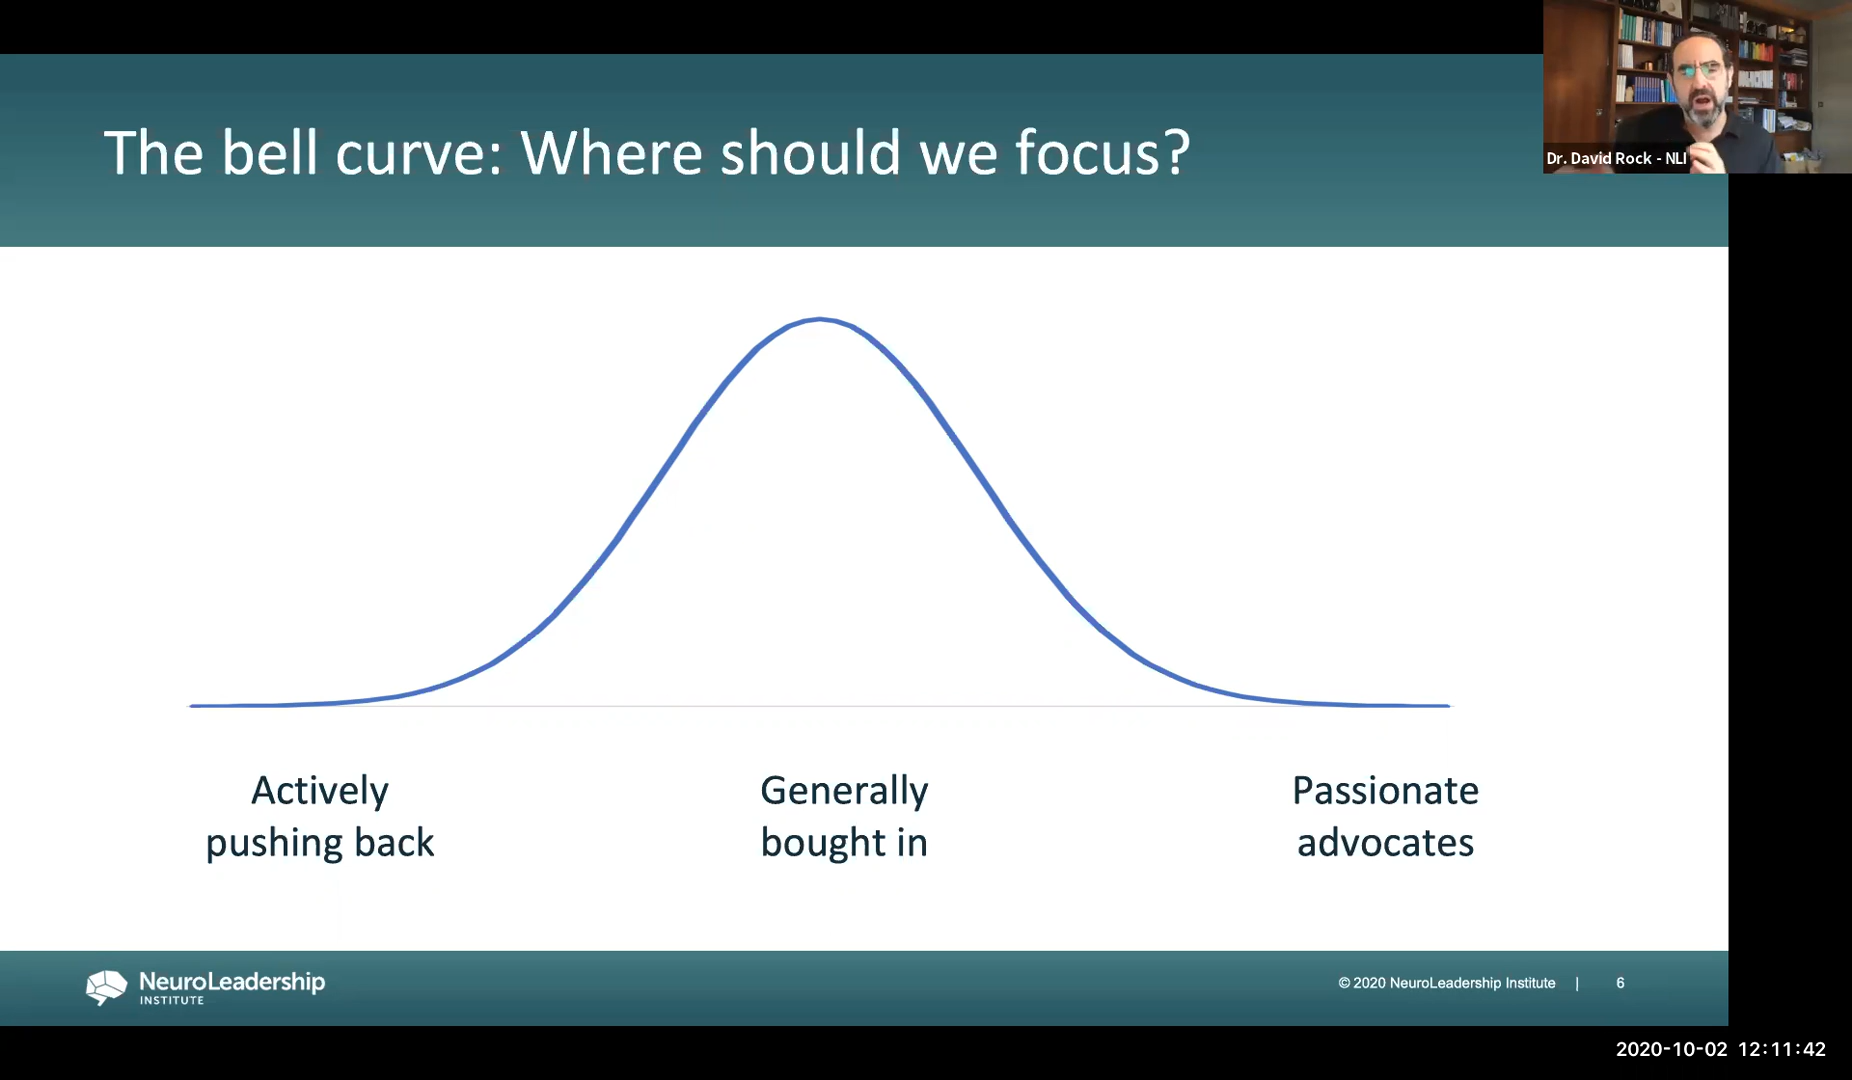 The bell curve: Where should we focus?
Dr. David Rock - NLI
Actively
pushing back
Generally
bought in
Passionate
advocates
NeuroLeadership
INSTITUTE
© 2020 NeuroLeadership Institute | 6
2020-10-02 12:11:42